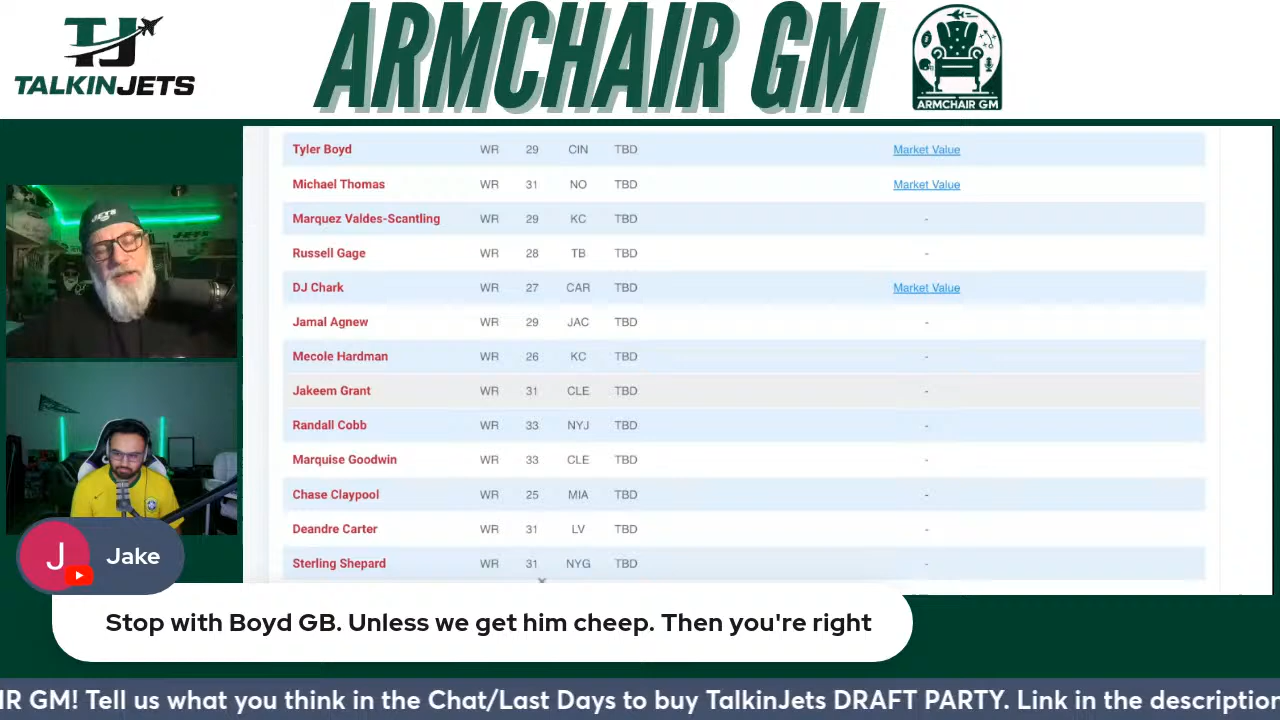 TJ
TALKINJETS
ARMCHAIR GM
ARMCHAIR GM
Tyler Boyd WR 29 CIN TBD Market Value
Michael Thomas WR 31 NO TBD Market Value
Marquez Valdes-Scantling WR 29 KC TBD -
Russell Gage WR 28 TB TBD -
DJ Chark WR 27 CAR TBD Market Value
Jamal Agnew WR 29 JAC TBD -
Mecole Hardman WR 26 KC TBD -
Jakeem Grant WR 31 CLE TBD -
Randall Cobb WR 33 NYJ TBD -
Marquise Goodwin WR 33 CLE TBD -
Chase Claypool WR 25 MIA TBD -
Deandre Carter WR 31 LV TBD -
Sterling Shepard WR 31 NYG TBD -
JETS
J Jake
Stop with Boyd GB. Unless we get him cheep. Then you're right
IR GM! Tell us what you think in the Chat/Last Days to buy TalkinJets DRAFT PARTY. Link in the description